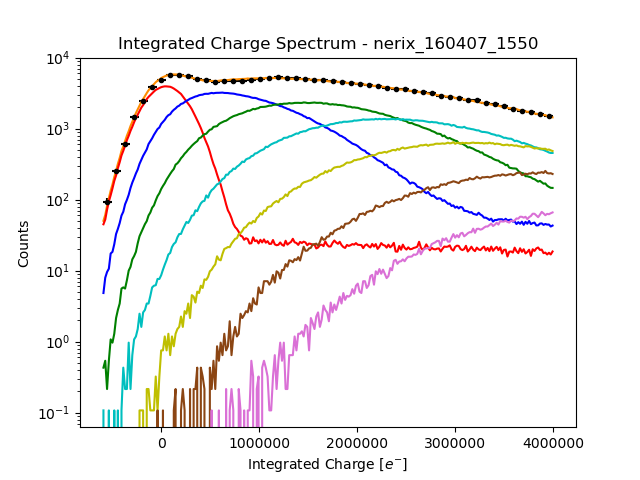 Integrated Charge Spectrum - nerix_160407_1550
10^4
10^3
10^2
10^1
10^0
10^-1
Counts
0 1000000 2000000 3000000 4000000
Integrated Charge [e^-]